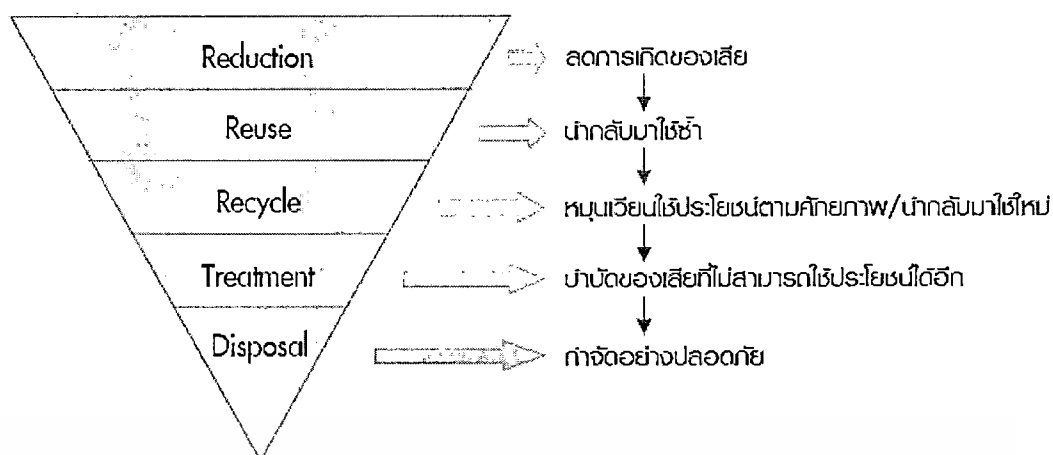 Reduction
ลดการเกิดของเสีย
Reuse
นำกลับมาใช้ซ้ำ
Recycle
หมุนเวียนใช้ประโยชน์ตามศักยภาพ/นำกลับมาใช้ใหม่
Treatment
บำบัดของเสียที่ไม่สามารถใช้ประโยชน์ได้อีก
Disposal
กำจัดอย่างปลอดภัย